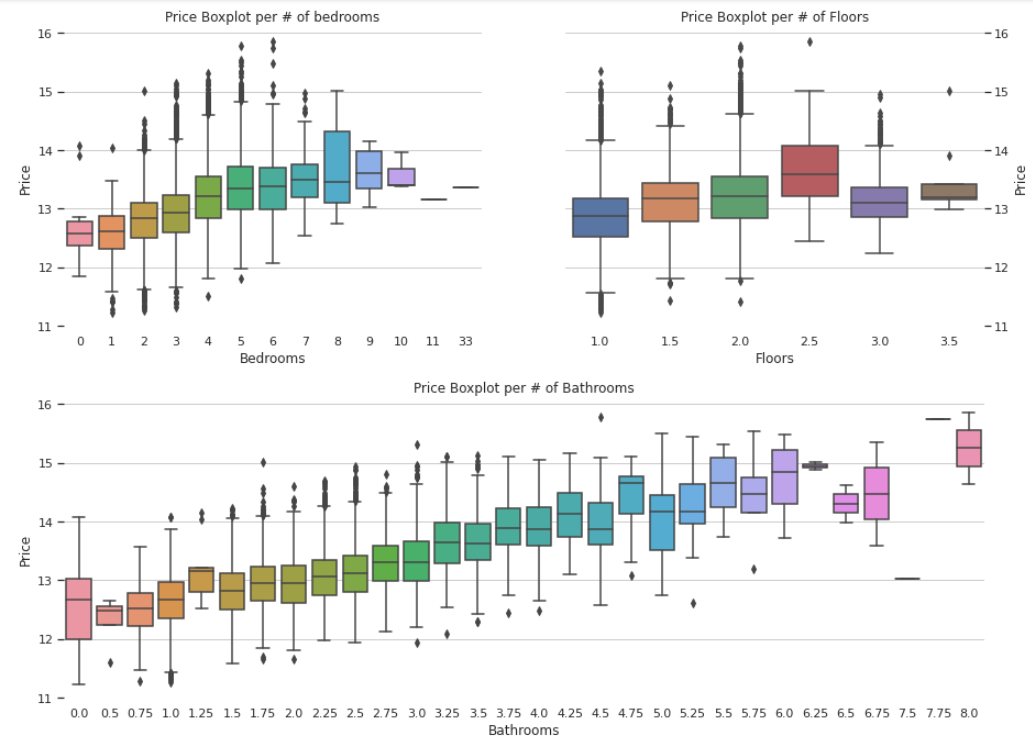 Price Boxplot per # of bedrooms
16
15
14
13
12
11
Price
0 1 2 3 4 5 6 7 8 9 10 11 33
Bedrooms
Price Boxplot per # of Floors
16
15
14
13
12
11
Price
1.0 1.5 2.0 2.5 3.0 3.5
Floors
Price Boxplot per # of Bathrooms
16
15
14
13
12
11
Price
0.0 0.5 0.75 1.0 1.25 1.5 1.75 2.0 2.25 2.5 2.75 3.0 3.25 3.5 3.75 4.0 4.25 4.5 4.75 5.0 5.25 5.5 5.75 6.0 6.25 6.5 6.75 7.5 7.75 8.0
Bathrooms